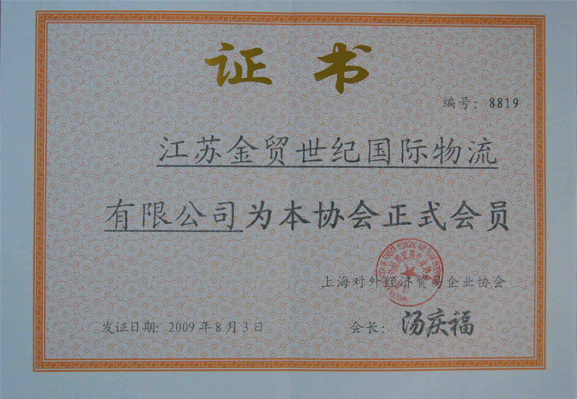 证书
编号：8819
江苏金贸世纪国际物流
有限公司为本协会正式会员
上海对外经济贸易企业协会
发证日期：2009年8月3日 会长：汤庆福